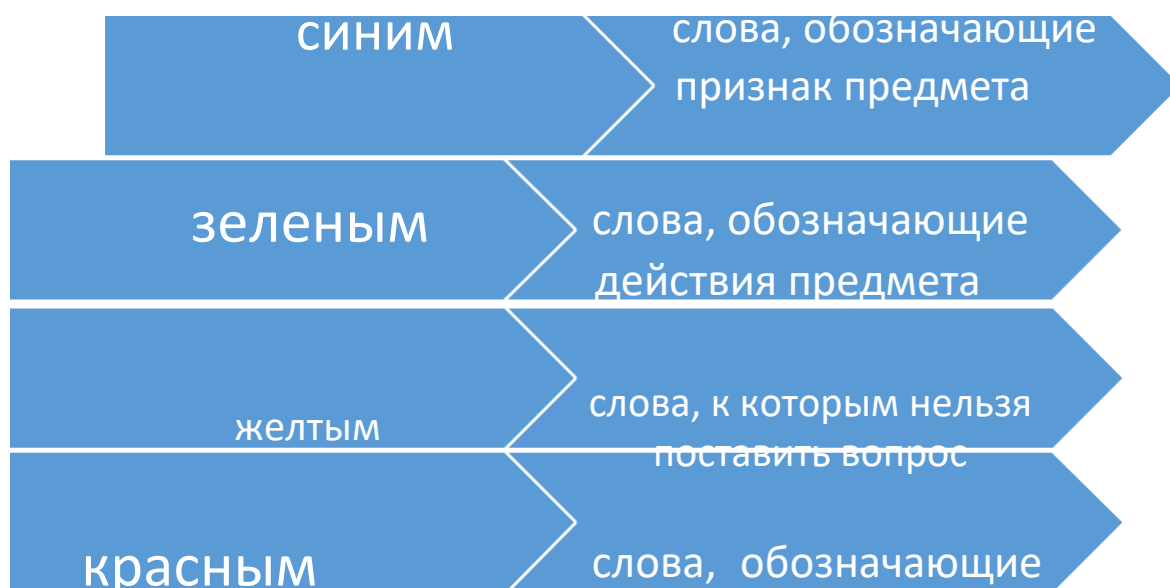 синим
слова, обозначающие
признак предмета
зеленым
слова, обозначающие
действия предмета
желтым
слова, к которым нельзя
поставить вопрос
красным
слова, обозначающие